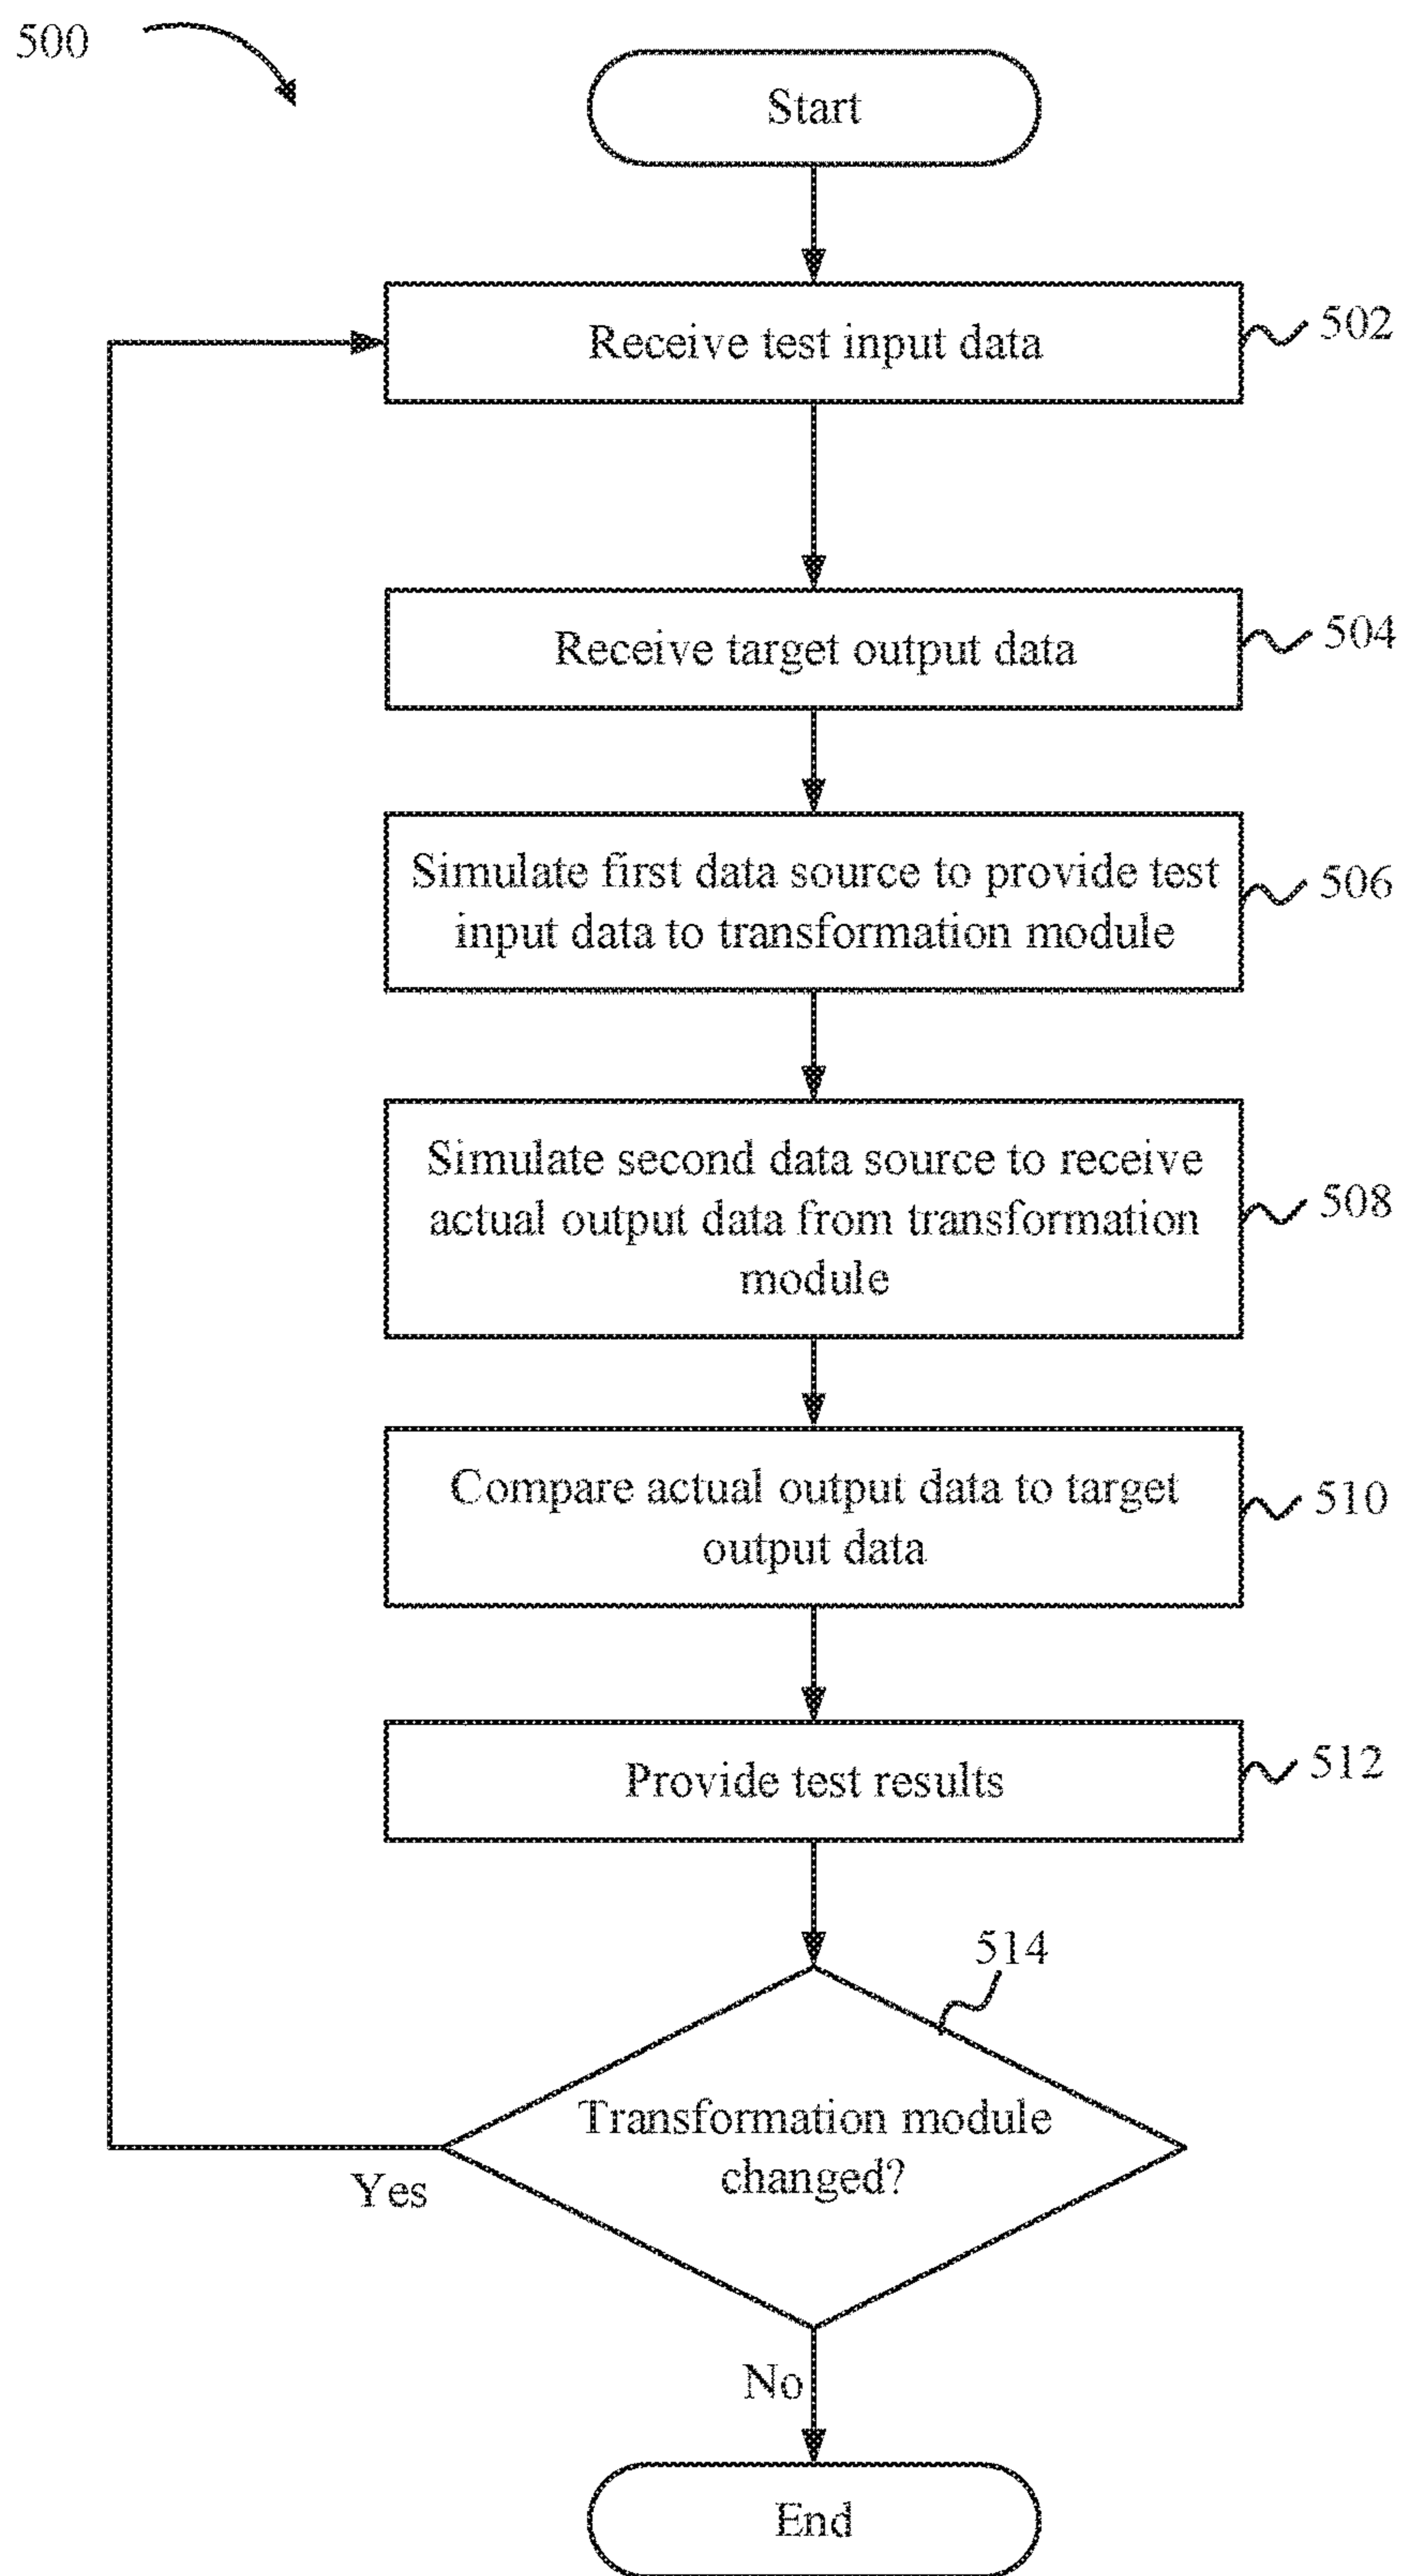 500
Start
Receive test input data
502
Receive target output data
504
Simulate first data source to provide test
input data to transformation module
506
Simulate second data source to receive
actual output data from transformation
module
508
Compare actual output data to target
output data
510
Provide test results
512
514
Transformation module
changed?
Yes
No
End